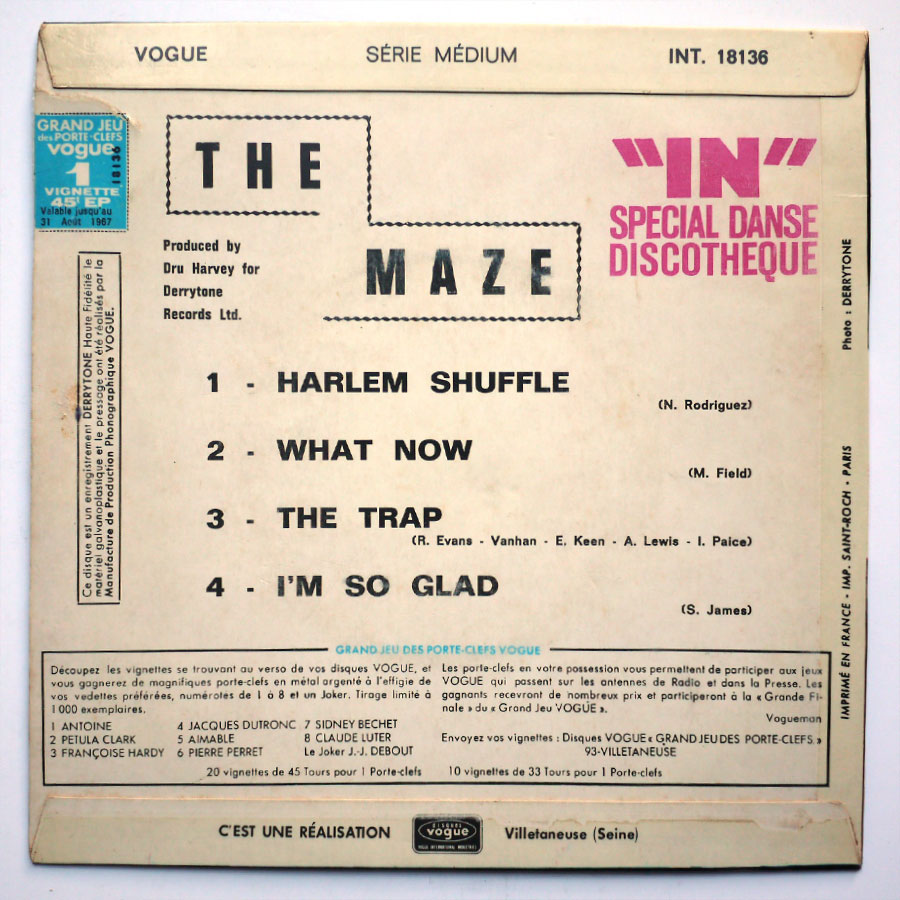 VOGUE SÉRIE MÉDIUM INT. 18136
GRAND JEU
des PORTE-CLEFS
vogue
1
VIGNETTE
45t EP
Valable jusqu'au
31 Août 1967
18136
THE
MAZE
Produced by
Dru Harvey for
Derrytone
Records Ltd.
"IN"
SPECIAL DANSE
DISCOTHEQUE
Ce disque est un enregistrement DERRYTONE Haute Fidélité le
matériel galvanoplastique et le pressage ont été réalisés par la
Manufacture de Production Phonographique VOGUE.
1 - HARLEM SHUFFLE
(N. Rodriguez)
2 - WHAT NOW
(M. Field)
3 - THE TRAP
(R. Evans - Vanhan - E. Keen - A. Lewis - I. Paice)
4 - I'M SO GLAD
(S. James)
Photo : DERRYTONE
IMPRIMÉ EN FRANCE - IMP. SAINT-ROCH - PARIS
GRAND JEU DES PORTE-CLEFS VOGUE
Découpez les vignettes se trouvant au verso de vos disques VOGUE, et
vous gagnerez de magnifiques porte-clefs en métal argenté à l'effigie de
vos vedettes préférées, numérotes de 1 à 8 et un Joker. Tirage limité à
1 000 exemplaires.
1 ANTOINE 4 JACQUES DUTRONC 7 SIDNEY BECHET
2 PETULA CLARK 5 AIMABLE 8 CLAUDE LUTER
3 FRANÇOISE HARDY 6 PIERRE PERRET Le Joker J.-J. DEBOUT
Les porte-clefs en votre possession vous permettent de participer aux jeux
VOGUE qui passent sur les antennes de Radio et dans la Presse. Les
gagnants recevront de nombreux prix et participeront à la « Grande Fi-
nale » du « Grand Jeu VOGUE ».
Vogueman
Envoyez vos vignettes : Disques VOGUE « GRAND JEU DES PORTE-CLEFS »
93-VILLETANEUSE
20 vignettes de 45 Tours pour 1 Porte-clefs 10 vignettes de 33 Tours pour 1 Porte-clefs
C'EST UNE RÉALISATION DISQUES vogue VOGUE INTERNATIONAL INDUSTRIES Villetaneuse (Seine)